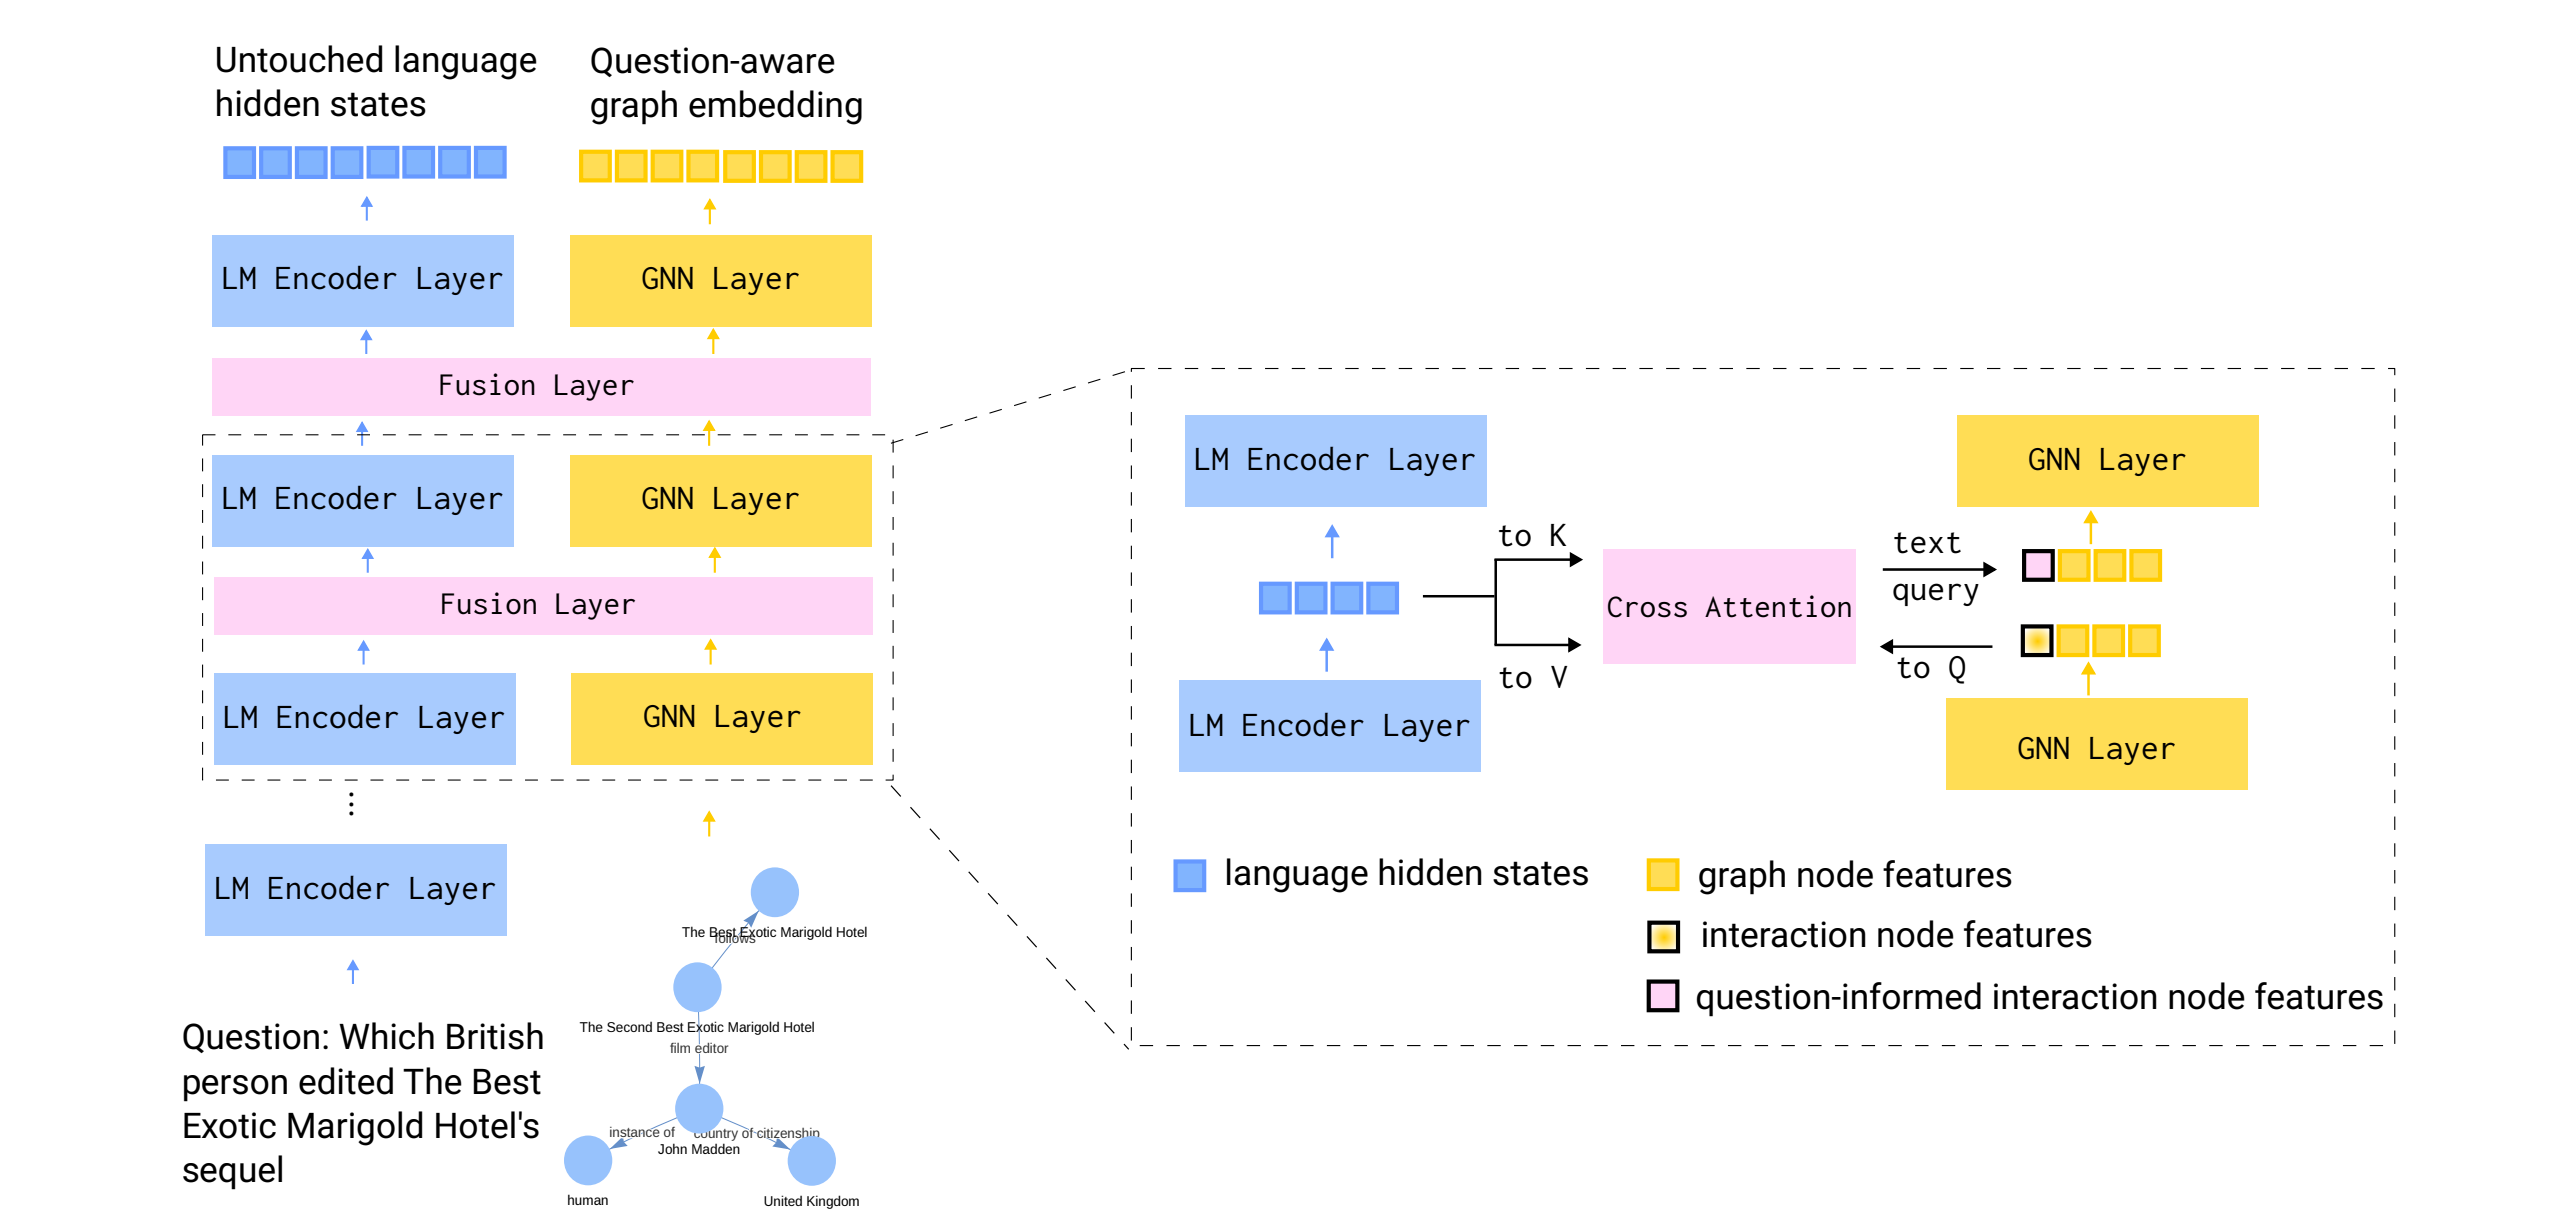 Untouched language
hidden states
Question-aware
graph embedding
LM Encoder Layer
GNN Layer
Fusion Layer
LM Encoder Layer
GNN Layer
Fusion Layer
LM Encoder Layer
GNN Layer
LM Encoder Layer
Question: Which British
person edited The Best
Exotic Marigold Hotel's
sequel
The Best Exotic Marigold Hotel
follows
The Second Best Exotic Marigold Hotel
film editor
instance of
country of citizenship
John Madden
human
United Kingdom
LM Encoder Layer
GNN Layer
to K
text
query
Cross Attention
to V
to Q
LM Encoder Layer
GNN Layer
language hidden states
graph node features
interaction node features
question-informed interaction node features